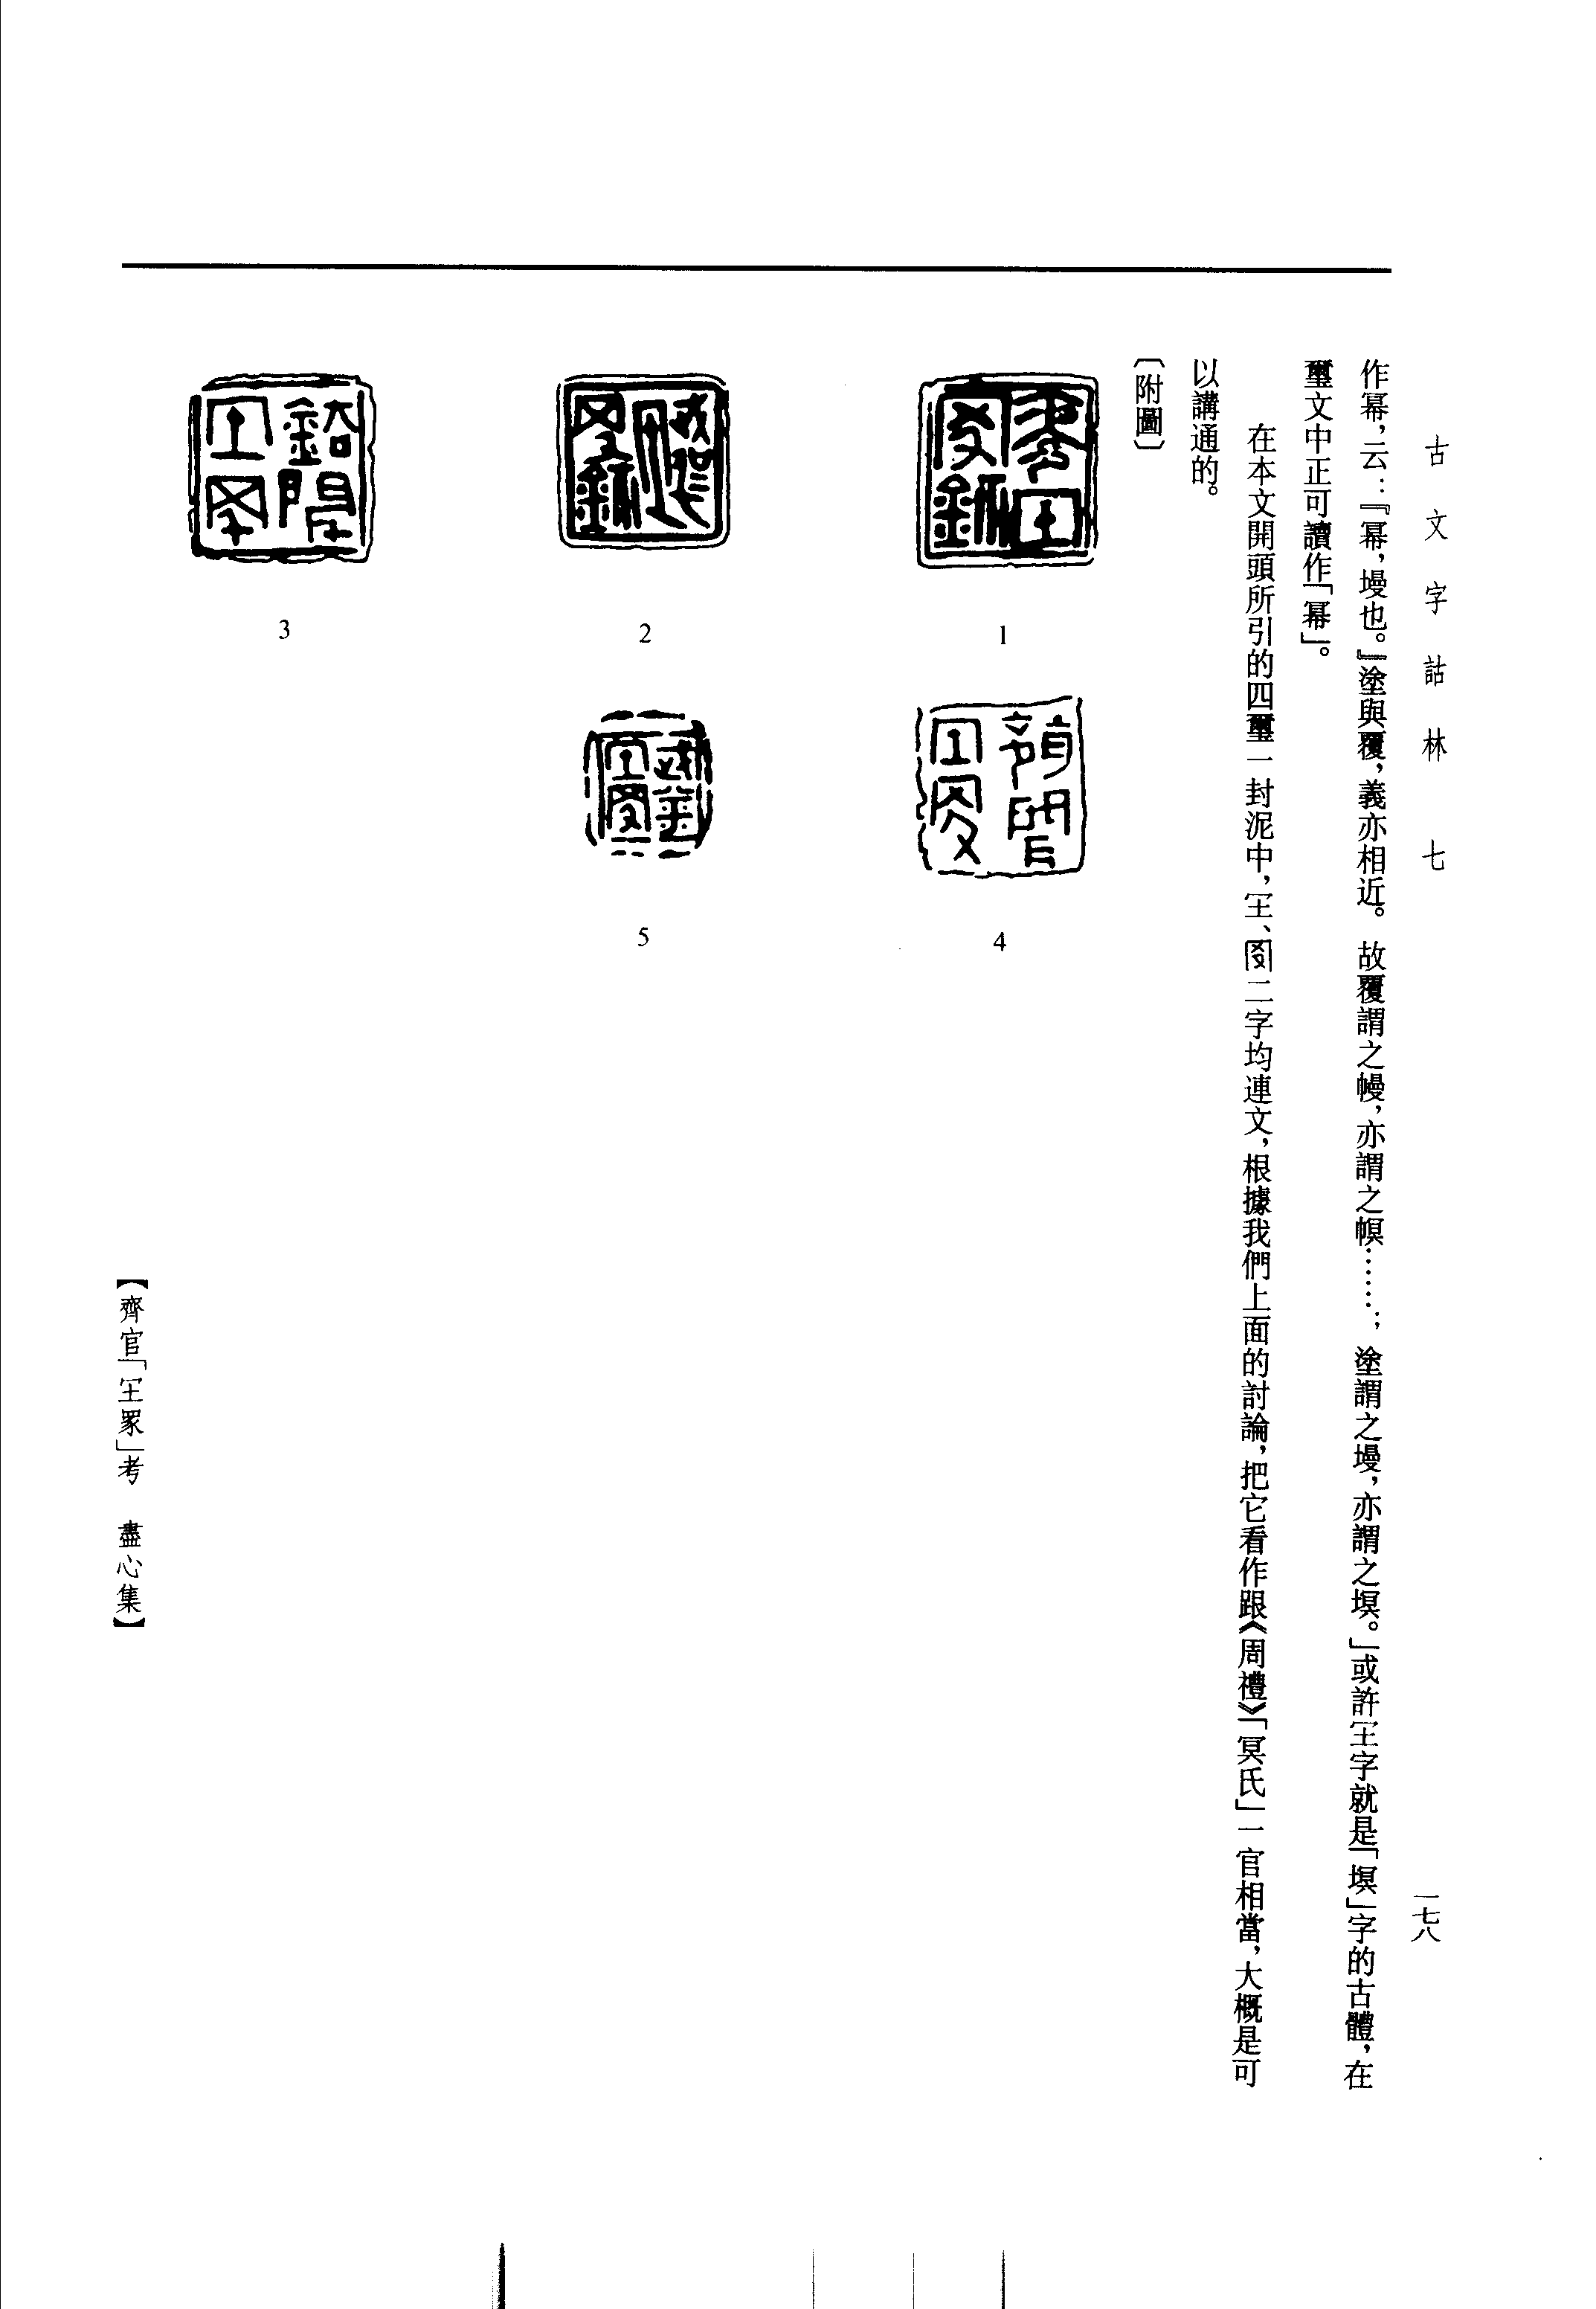 古文字詁林 七
一七八
作冪，云：『冪，墁也。』塗與覆，義亦相近。故覆謂之幔，亦謂之幎……；塗謂之墁，亦謂之塓。」或許字就是「塓」字的古體，在
璽文中正可讀作「冪」。
在本文開頭所引的四璽一封泥中，、二字均連文，根據我們上面的討論，把它看作跟《周禮》「冥氏」一官相當，大概是可
以講通的。
〔附圖〕
1
2
3
4
5
【齊官「」考 盡心集】